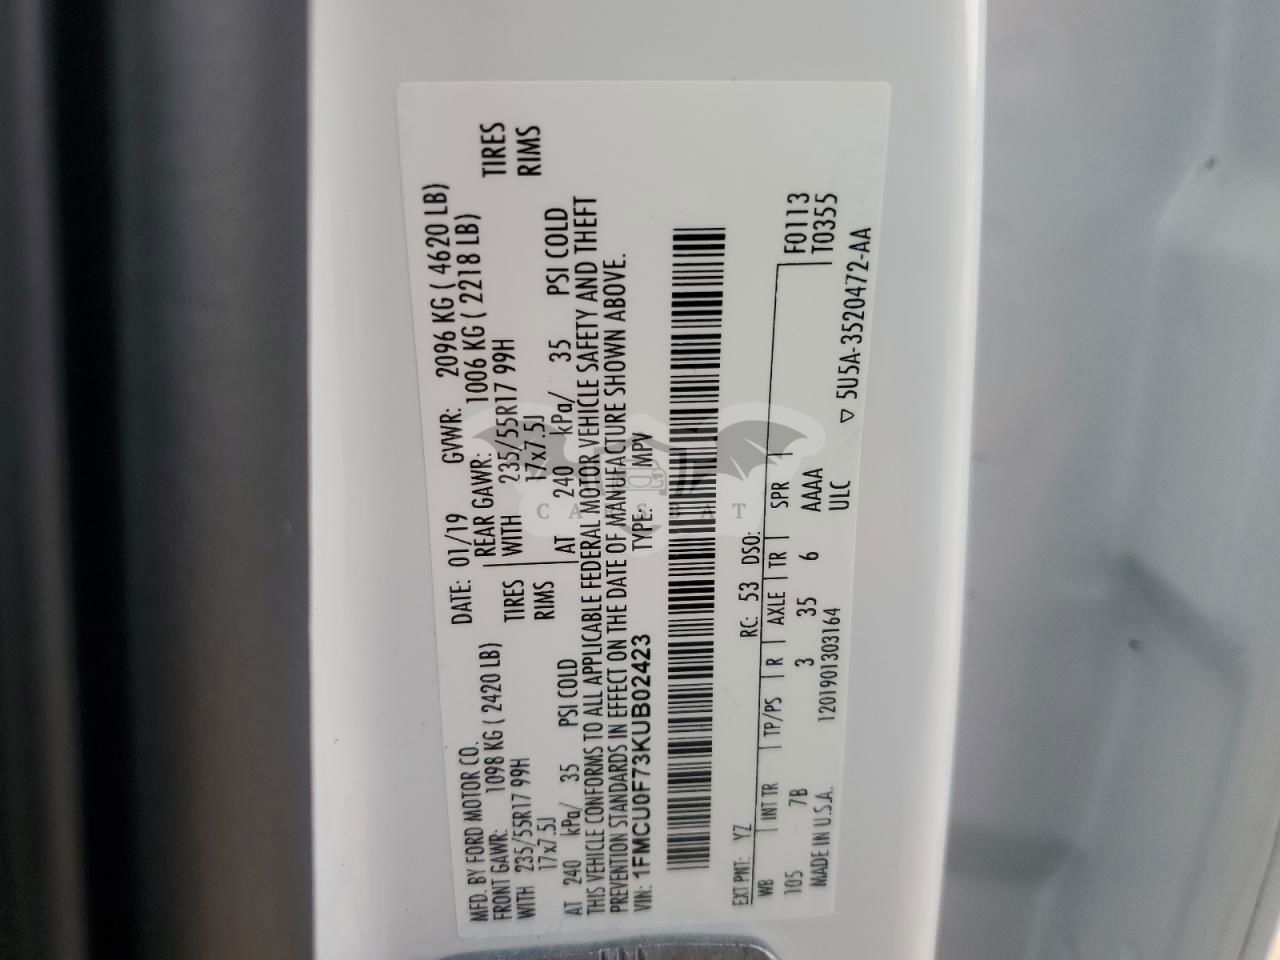 MFD. BY FORD MOTOR CO.
DATE: 01/19 GVWR: 2096 KG ( 4620 LB)
FRONT GAWR: 1098 KG ( 2420 LB)
REAR GAWR: 1006 KG ( 2218 LB)
WITH 235/55R17 99H TIRES
WITH 235/55R17 99H TIRES
17x7.5J RIMS
17x7.5J RIMS
AT 240 kPa/ 35 PSI COLD
AT 240 kPa/ 35 PSI COLD
THIS VEHICLE CONFORMS TO ALL APPLICABLE FEDERAL MOTOR VEHICLE SAFETY AND THEFT
PREVENTION STANDARDS IN EFFECT ON THE DATE OF MANUFACTURE SHOWN ABOVE.
VIN: 1FMCU0F73KUB02423 TYPE: MPV
CARSBAT
EXT PNT: YZ RC: 53 DSO: F0113
WB INT TR TP/PS R AXLE TR SPR T0355
105 7B 3 35 6 AAAA
MADE IN U.S.A. 1201901303164 ULC
▽ 5U5A-3520472-AA